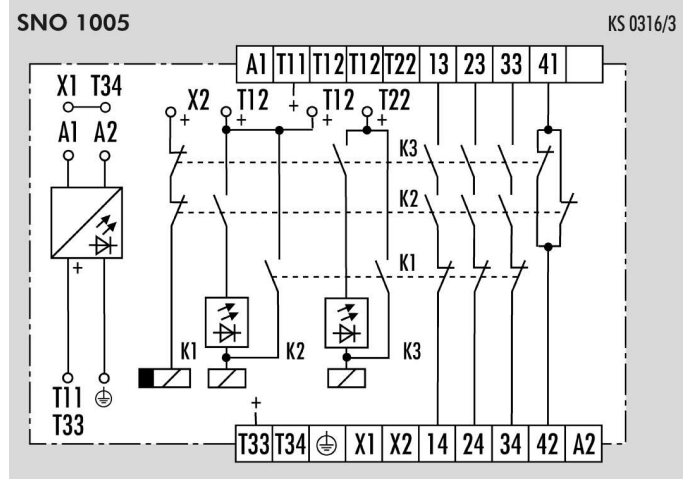 SNO 1005 KS 0316/3
A1 T11 T12 T12 T22 13 23 33 41
X1 T34
+
X2 T12 T12 T22
+ + + +
A1 A2
K3
K2
+
K1
K1 K2 K3
T11
T33
+
T33 T34 X1 X2 14 24 34 42 A2